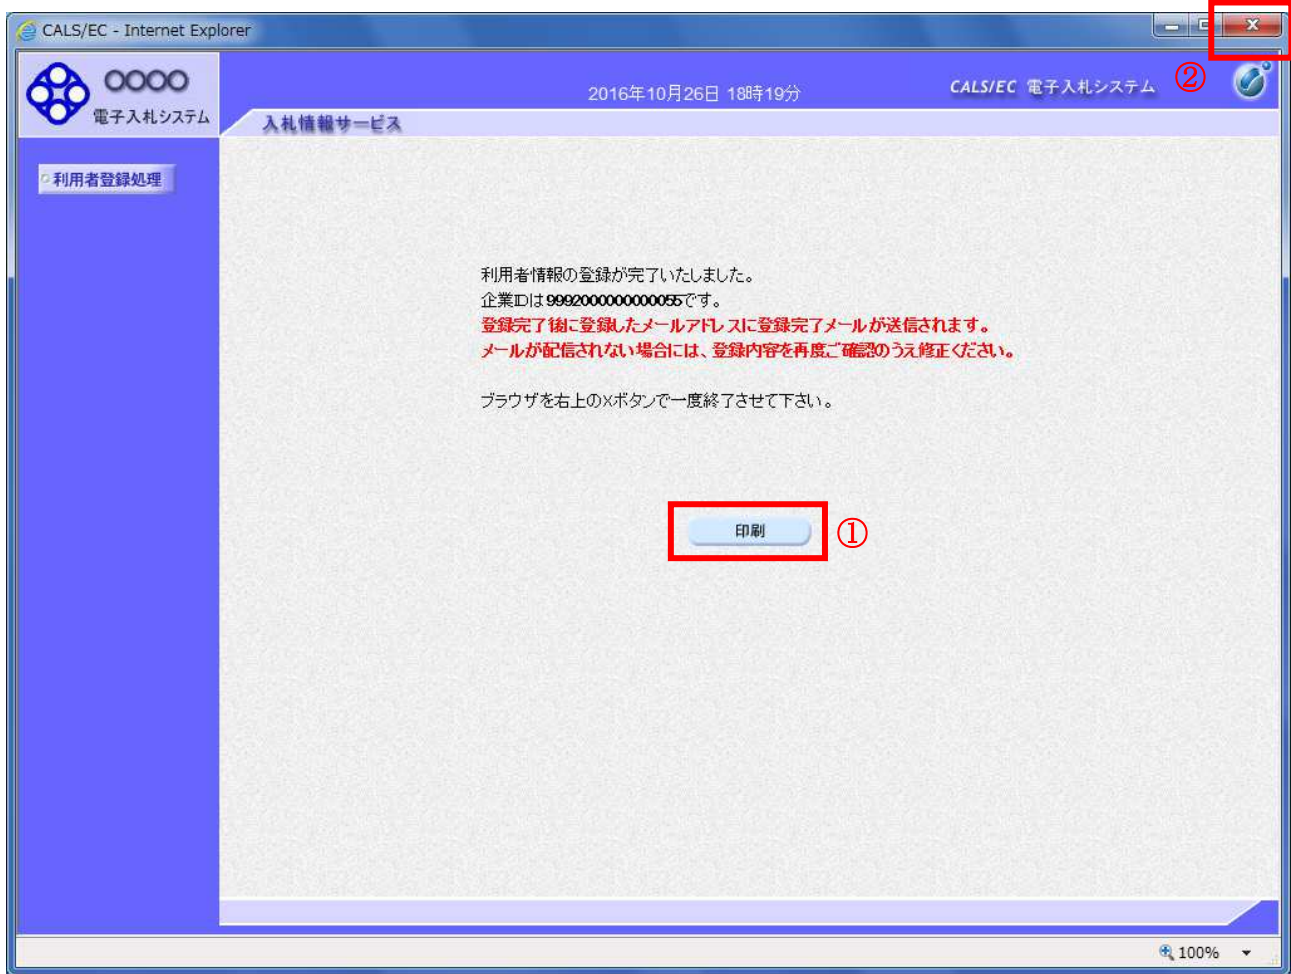 CALS/EC - Internet Explorer
○○○○
電子入札システム
2016年10月26日 18時19分
CALS/EC 電子入札システム
②
入札情報サービス
利用者登録処理
利用者情報の登録が完了いたしました。
企業IDは9992000000000055です。
登録完了後に登録したメールアドレスに登録完了メールが送信されます。
メールが配信されない場合には、登録内容を再度ご確認のうえ修正ください。
ブラウザを右上の×ボタンで一度終了させて下さい。
印刷
①
100%